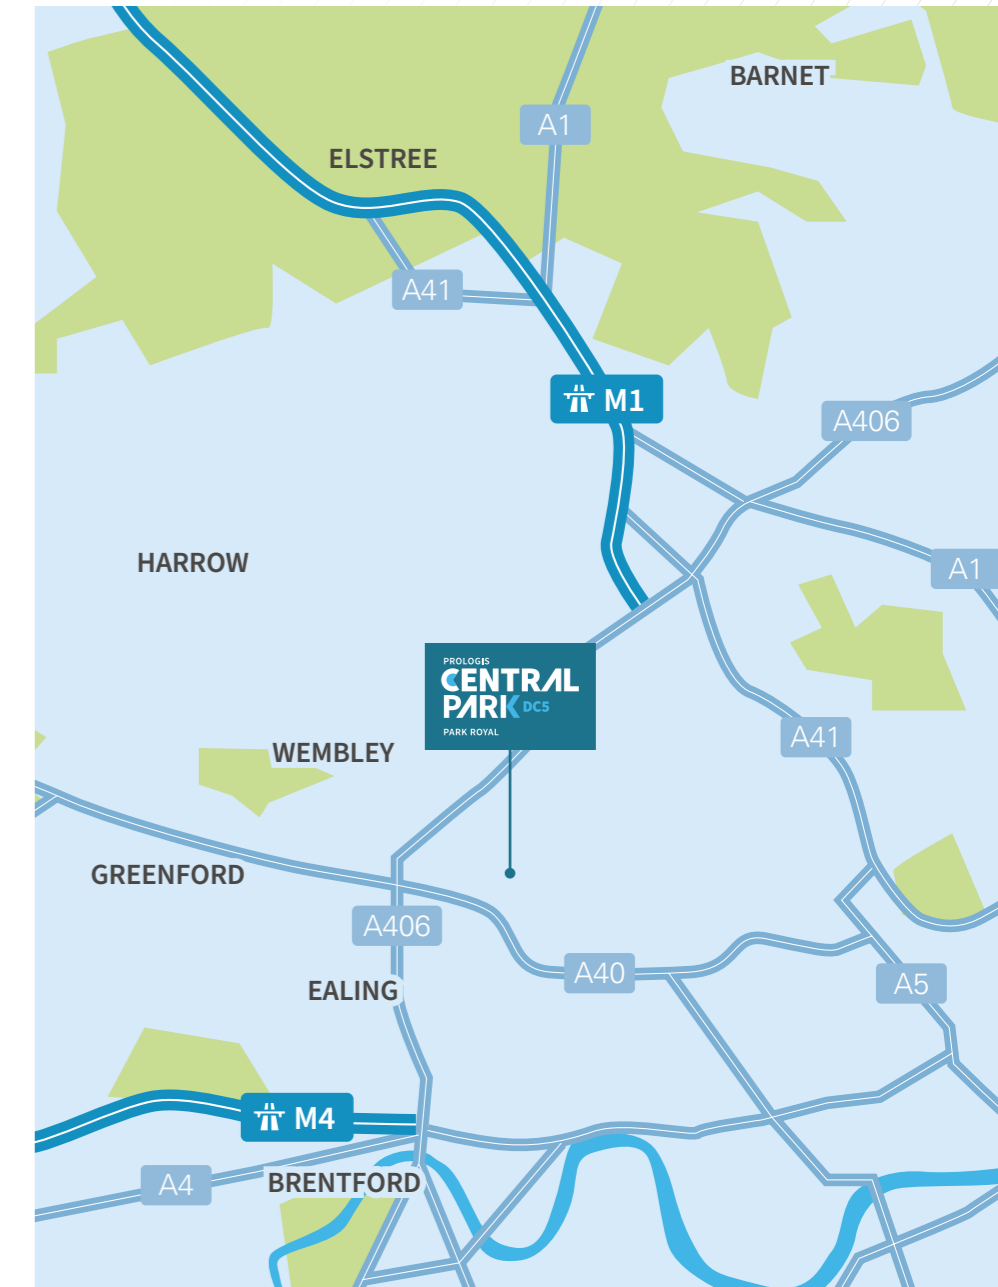 BARNET
A1
ELSTREE
A41
M1
A406
HARROW
A1
PROLOGIS
CENTRAL
PARK DC5
PARK ROYAL
A41
WEMBLEY
GREENFORD
A406
A40
A5
EALING
M4
A4
BRENTFORD